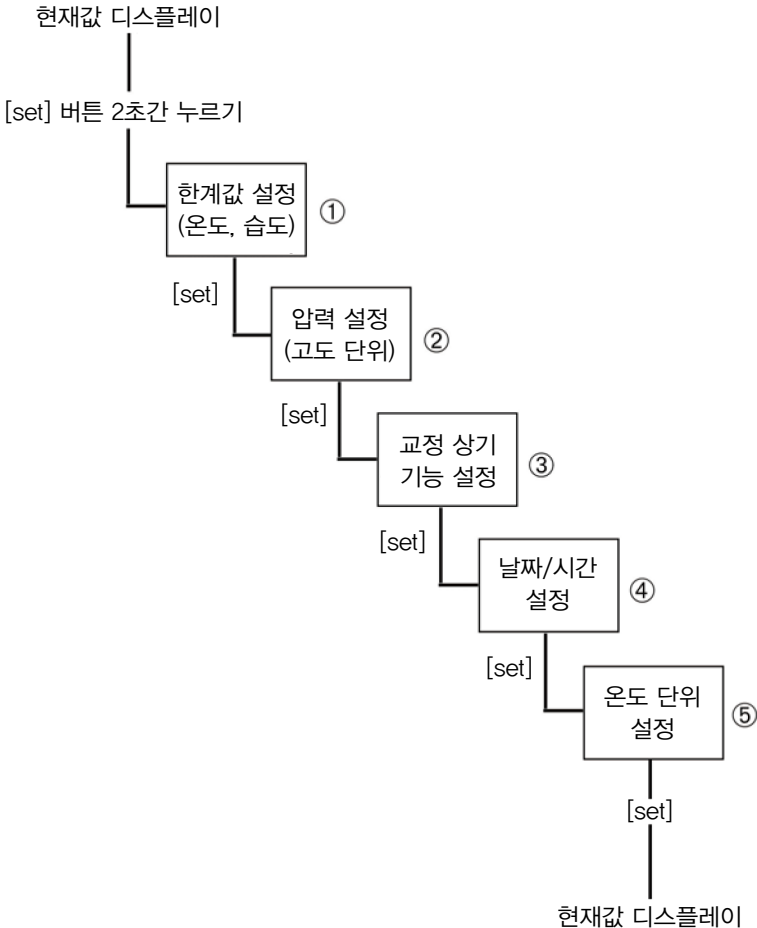 현재값 디스플레이
[set] 버튼 2초간 누르기
한계값 설정
(온도, 습도)
①
[set]
압력 설정
(고도 단위)
②
[set]
교정 상기
기능 설정
③
[set]
날짜/시간
설정
④
[set]
온도 단위
설정
⑤
[set]
현재값 디스플레이